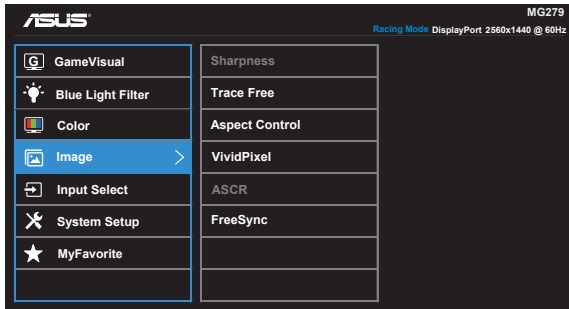 ASUS
MG279
Racing Mode DisplayPort 2560x1440 @ 60Hz
G GameVisual
Blue Light Filter
Color
Image
Input Select
System Setup
MyFavorite
Sharpness
Trace Free
Aspect Control
VividPixel
ASCR
FreeSync